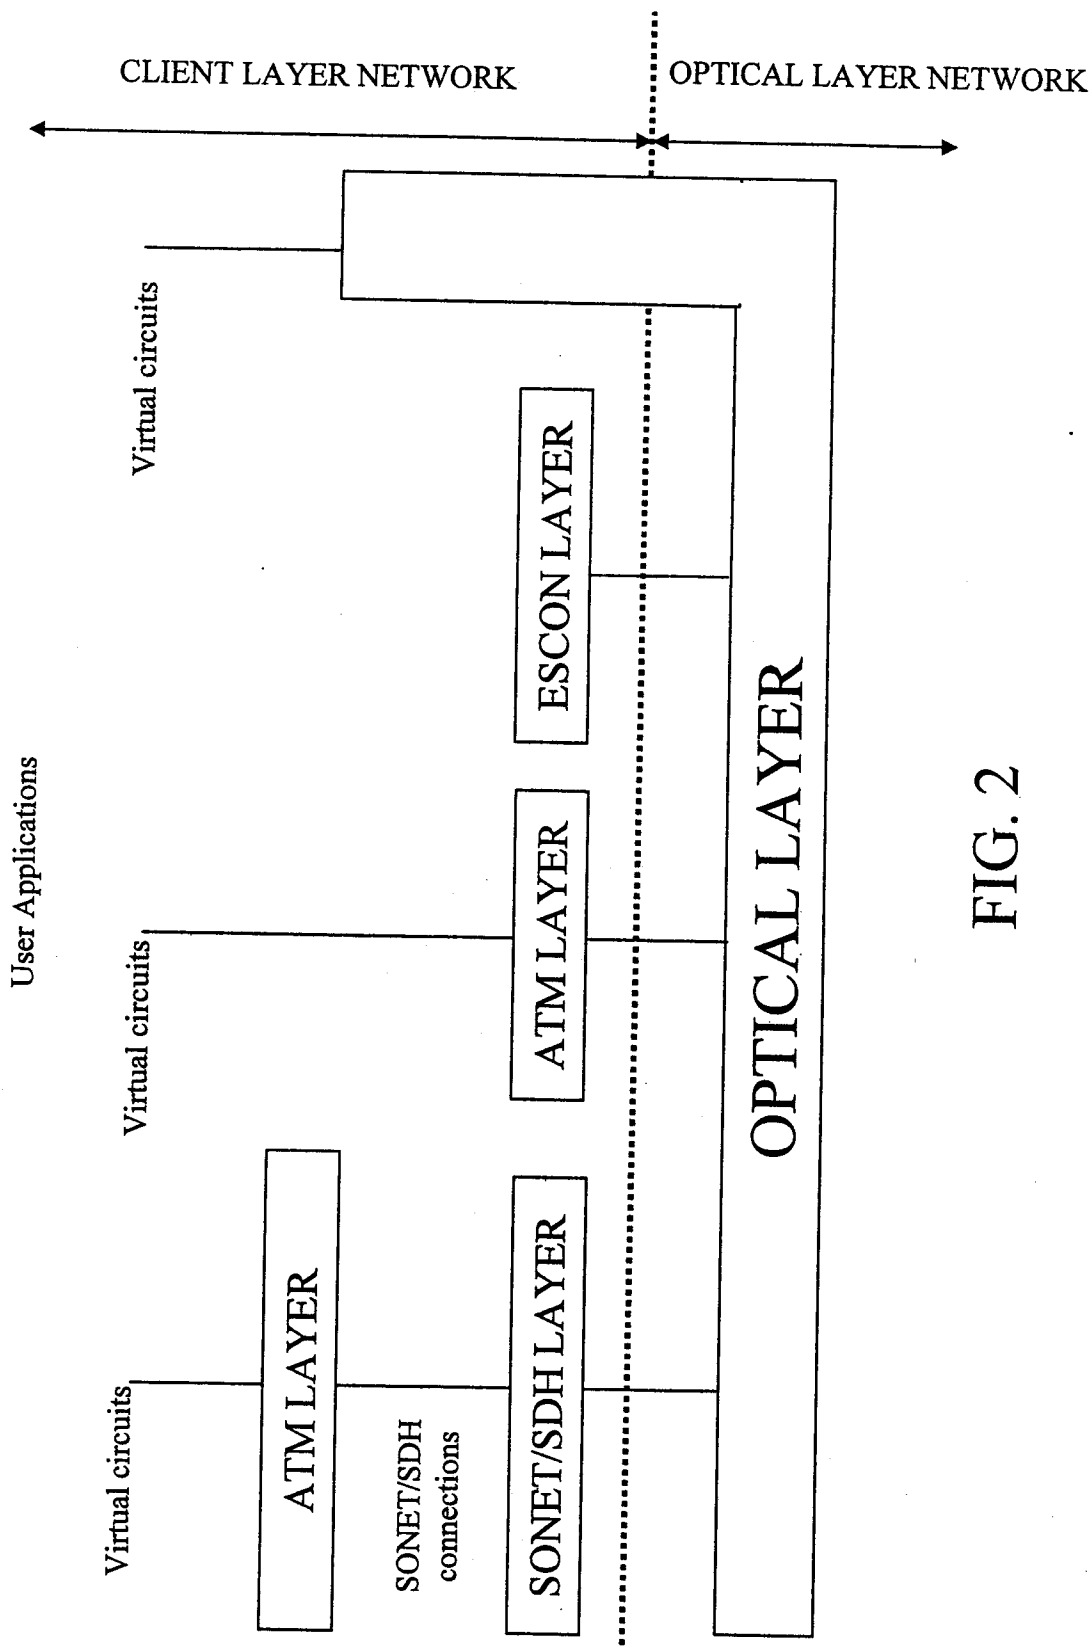 User Applications
Virtual circuits
Virtual circuits
Virtual circuits
CLIENT LAYER NETWORK
ATM LAYER
SONET/SDH
connections
SONET/SDH LAYER
ATM LAYER
ESCON LAYER
OPTICAL LAYER NETWORK
OPTICAL LAYER
FIG. 2